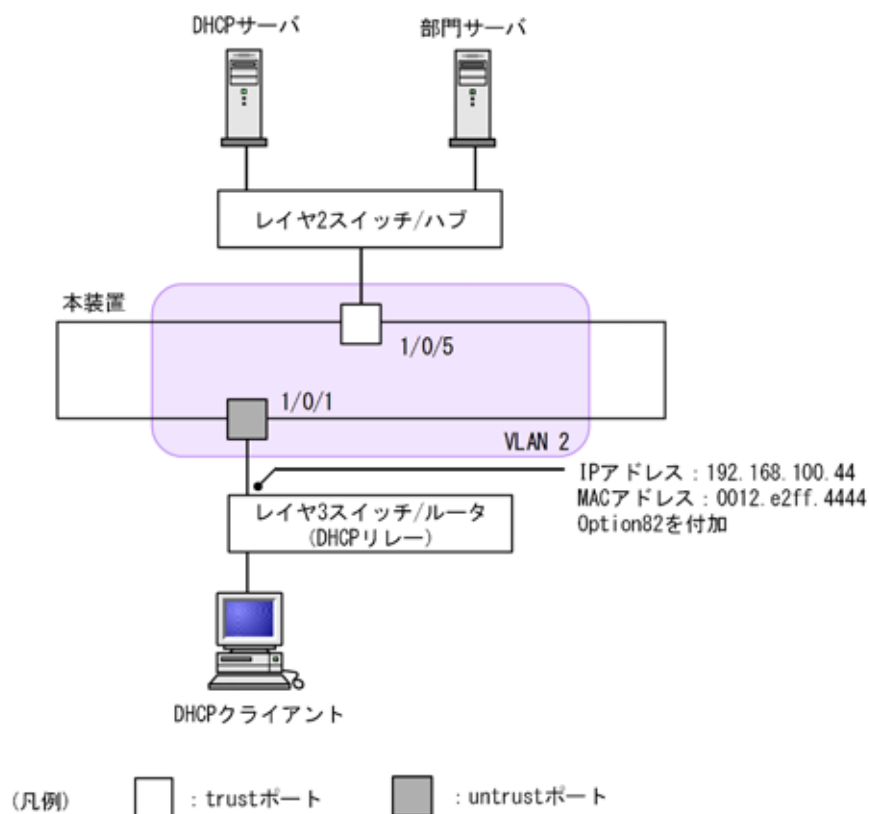 DHCPサーバ
部門サーバ
レイヤ2スイッチ/ハブ
本装置
1/0/5
1/0/1
VLAN 2
IPアドレス：192.168.100.44
MACアドレス：0012.e2ff.4444
Option82を付加
レイヤ3スイッチ/ルータ
(DHCPリレー)
DHCPクライアント
(凡例)
：trustポート
：untrustポート